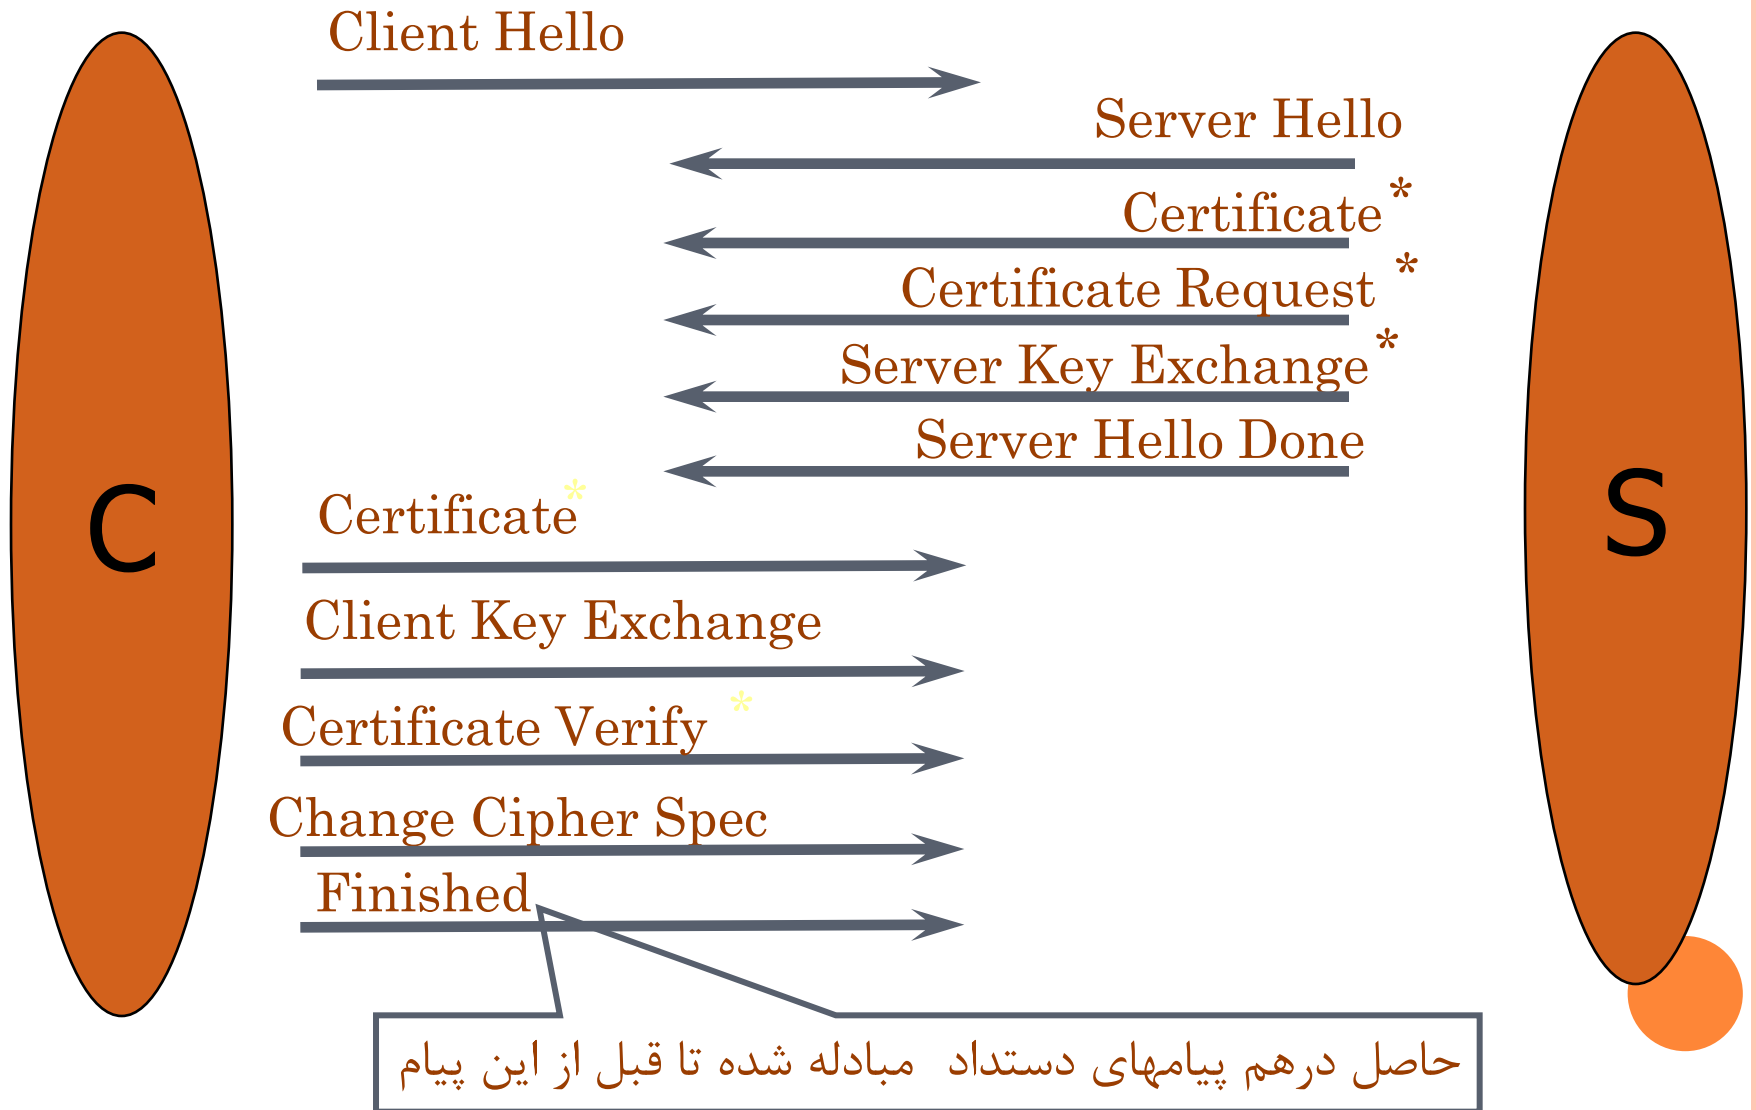 Client Hello
Server Hello
Certificate*
Certificate Request *
Server Key Exchange*
Server Hello Done
Certificate*
Client Key Exchange
Certificate Verify *
Change Cipher Spec
Finished
C
S
حاصل درهم پیامهای دستداد مبادله شده تا قبل از این پیام